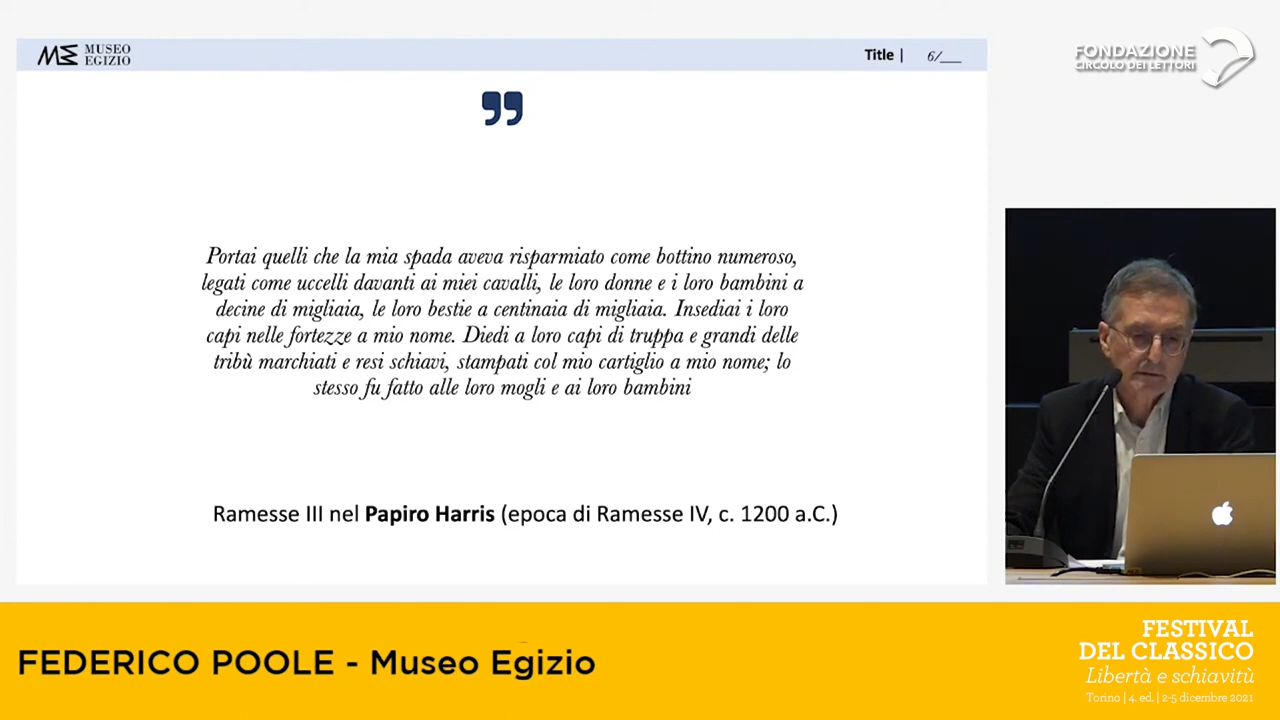 MUSEO
EGIZIO
Title | 6/__
FONDAZIONE
CIRCOLO DEI LETTORI
Portai quelli che la mia spada aveva risparmiato come bottino numeroso,
legati come uccelli davanti ai miei cavalli, le loro donne e i loro bambini a
decine di migliaia, le loro bestie a centinaia di migliaia. Insediai i loro
capi nelle fortezze a mio nome. Diedi a loro capi di truppa e grandi delle
tribù marchiati e resi schiavi, stampati col mio cartiglio a mio nome; lo
stesso fu fatto alle loro mogli e ai loro bambini
Ramesse III nel Papiro Harris (epoca di Ramesse IV, c. 1200 a.C.)
FEDERICO POOLE - Museo Egizio
FESTIVAL
DEL CLASSICO
Libertà e schiavitù
Torino | 4. ed. | 2-5 dicembre 2021